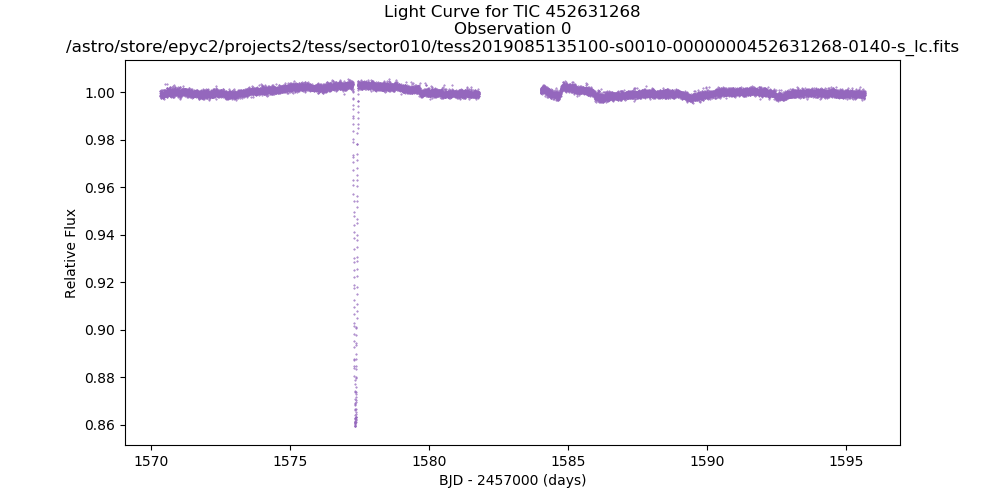 Light Curve for TIC 452631268
Observation 0
/astro/store/epyc2/projects2/tess/sector010/tess2019085135100-s0010-0000000452631268-0140-s_lc.fits
1.00
0.98
0.96
0.94
0.92
0.90
0.88
0.86
Relative Flux
1570 1575 1580 1585 1590 1595
BJD - 2457000 (days)